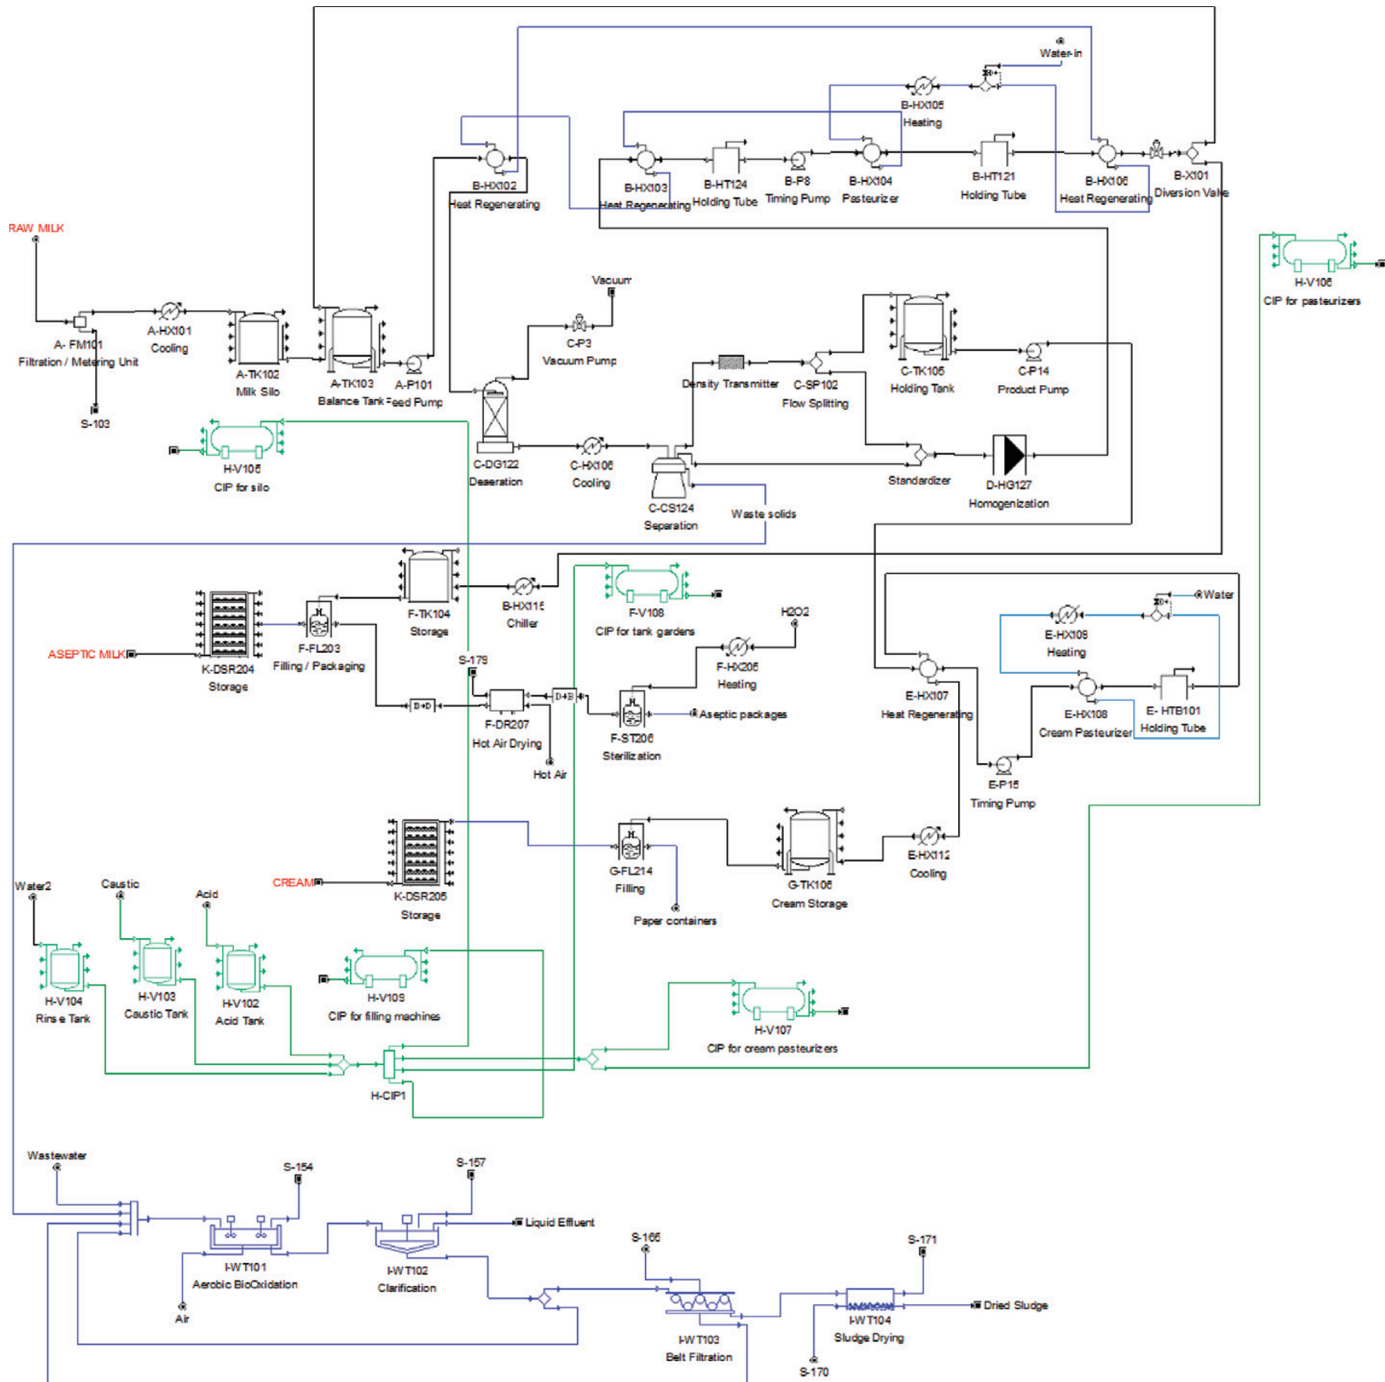 Water-in
B-HX105
Heating
B-HX102
Heat Regenerating
B-HX103
Heat Regenerating
B-HT124
Holding Tube
B-P8
Timing Pump
B-HX104
Pasteurizer
B-HT121
Holding Tube
B-HX106
Heat Regenerating
B-X101
Diversion Valve
RAW MILK
H-V106
CIP for pasteurizers
Vacuum
A- FM101
Filtration / Metering Unit
A-HX101
Cooling
A-TK102
Milk Silo
A-TK103
Balance Tank
A-P101
Feed Pump
C-P3
Vacuum Pump
Density Transmitter
C-SP102
Flow Splitting
C-TK105
Holding Tank
C-P14
Product Pump
S-103
H-V105
CIP for silo
C-DG122
Deaeration
C-HX106
Cooling
C-CS124
Separation
Waste solids
Standardizer
D-HG127
Homogenization
F-TK104
Storage
B-HX115
Chiller
F-V108
CIP for tank gardens
H2O2
Water
E-HX109
Heating
ASEPTIC MILK
K-DSR204
Storage
F-FL203
Filling / Packaging
S-179
F-HX205
Heating
E-HX107
Heat Regenerating
E-HX108
Cream Pasteurizer
E- HTB101
Holding Tube
B→D
F-DR207
Hot Air Drying
D→B
F-ST206
Sterilization
Aseptic packages
Hot Air
E-P15
Timing Pump
CREAM
K-DSR205
Storage
G-FL214
Filling
Paper containers
G-TK106
Cream Storage
E-HX112
Cooling
Water2
Caustic
Acid
H-V104
Rinse Tank
H-V103
Caustic Tank
H-V102
Acid Tank
H-V109
CIP for filling machines
H-V107
CIP for cream pasteurizers
H-CIP1
Wastewater
S-154
S-157
Liquid Effluent
I-WT101
Aerobic BioOxidation
I-WT102
Clarification
Air
S-166
S-171
I-WT103
Belt Filtration
I-WT104
Sludge Drying
Dried Sludge
S-170